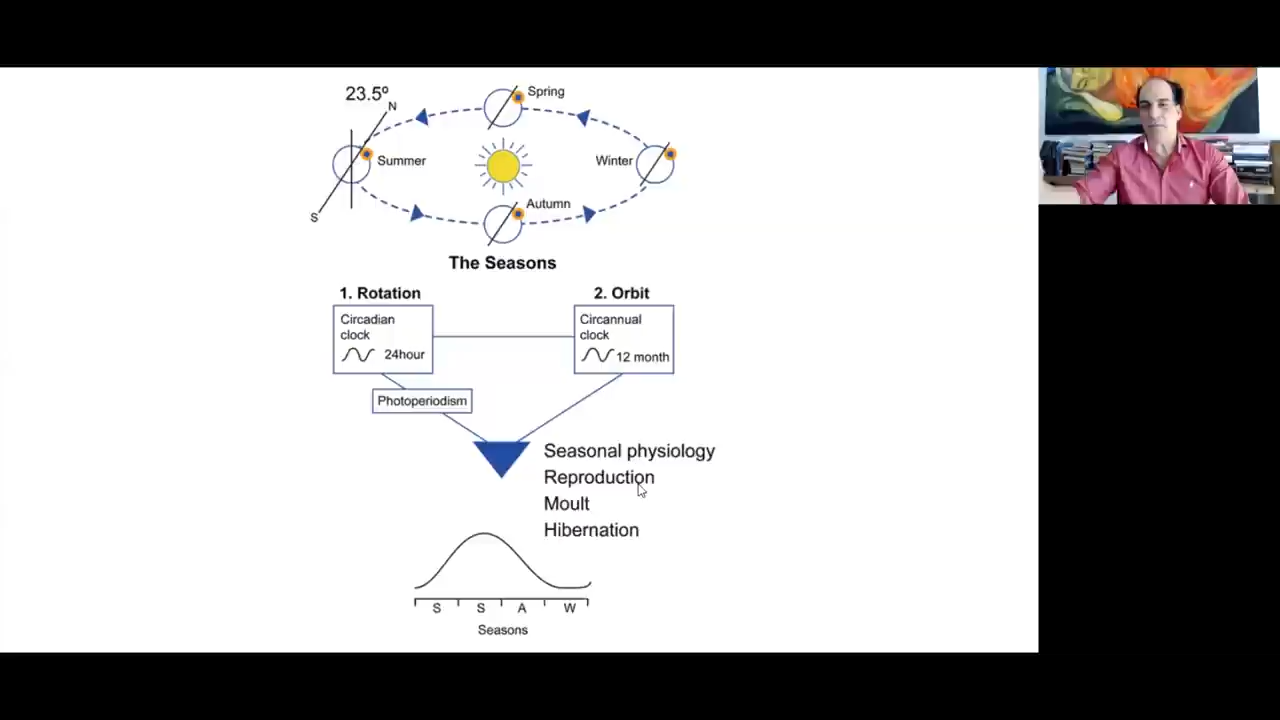 23.5º
N
Spring
Summer
Winter
S
Autumn
The Seasons
1. Rotation
2. Orbit
Circadian
clock
24hour
Circannual
clock
12 month
Photoperiodism
Seasonal physiology
Reproduction
Moult
Hibernation
S S A W
Seasons